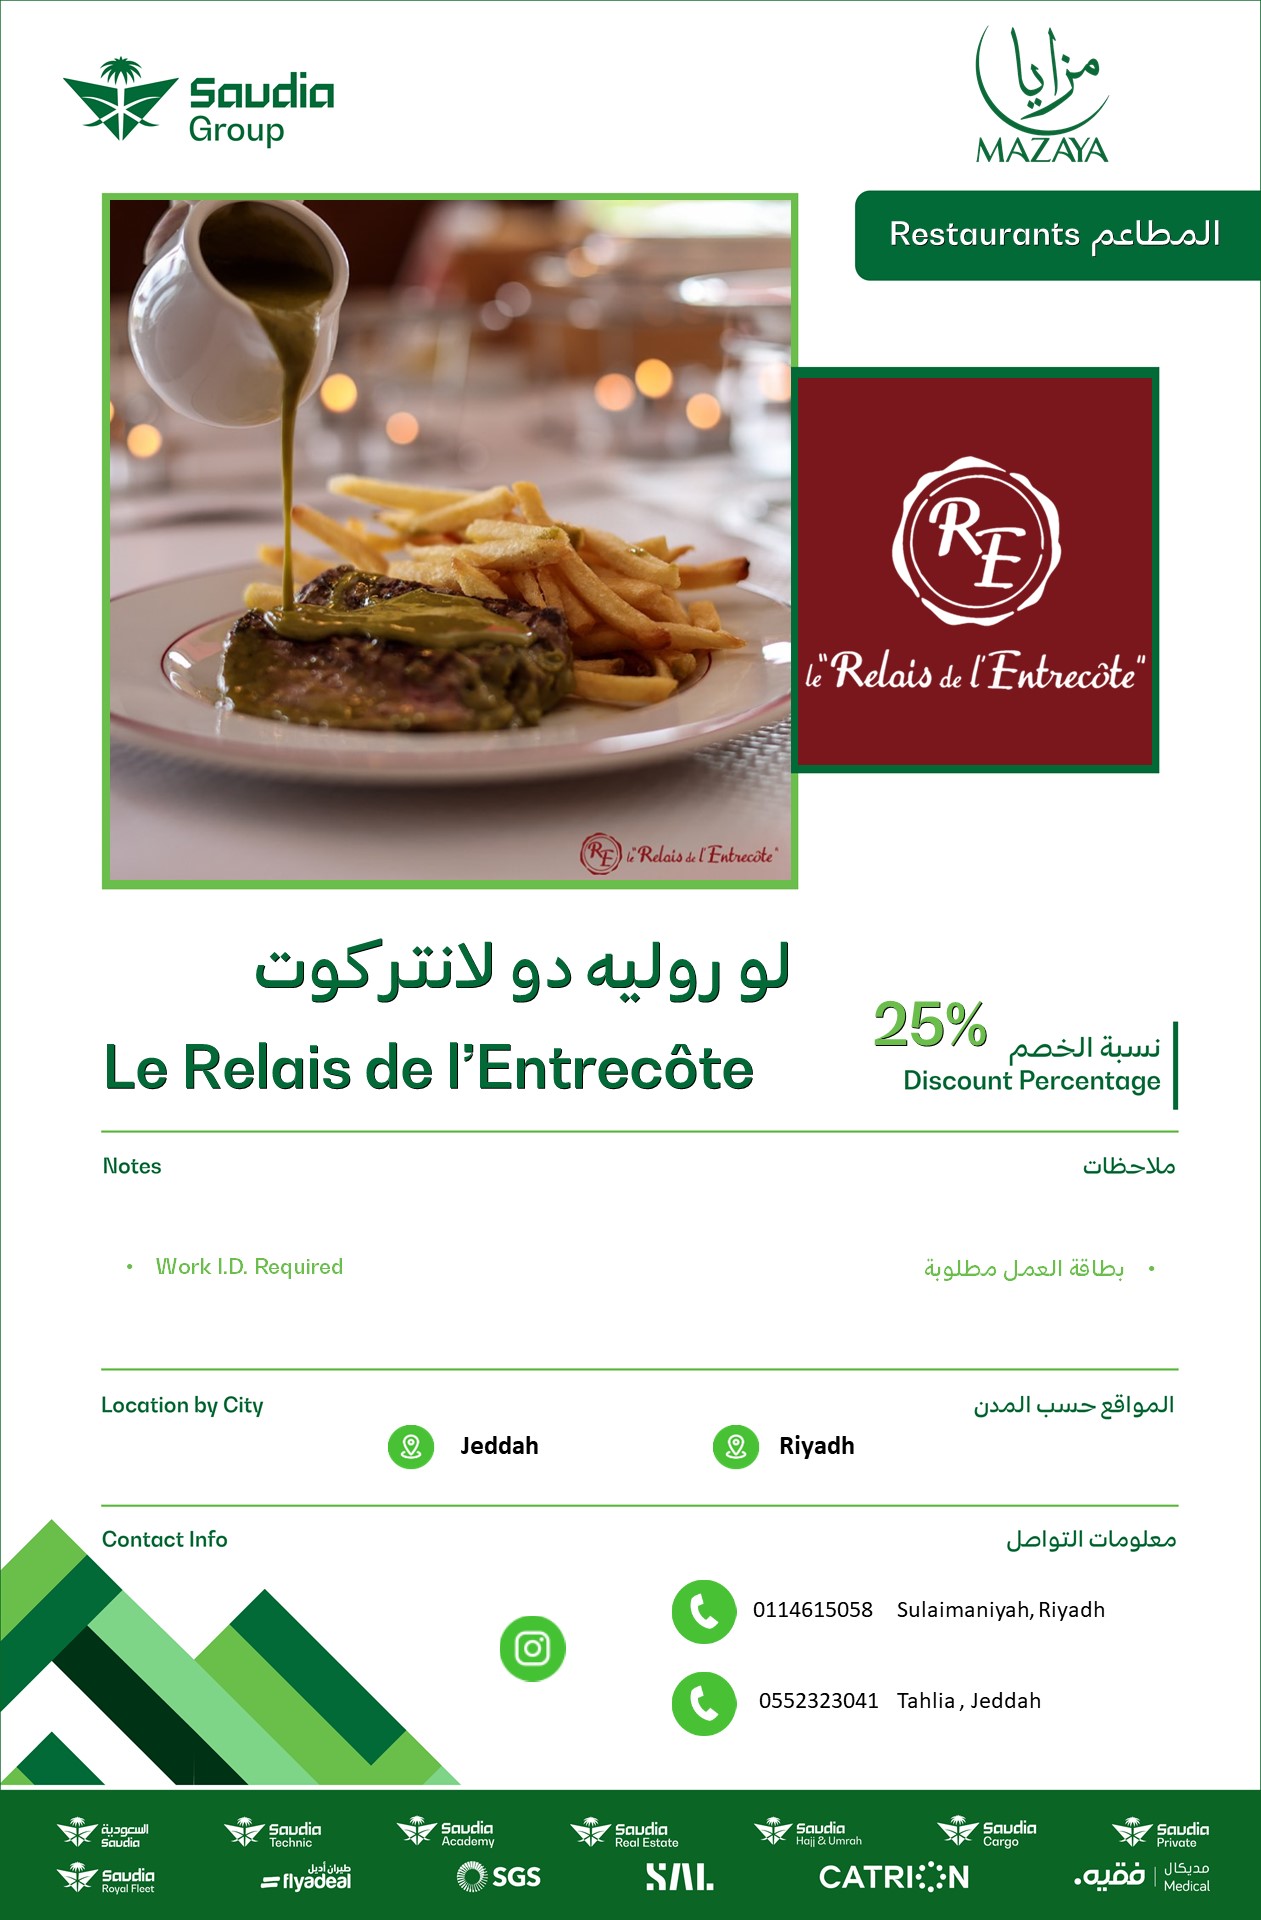 Saudia
Group
مزايا
MAZAYA
Restaurants المطاعم
RE
le "Relais de l'Entrecôte"
RE le "Relais de l'Entrecôte"
لو روليه دو لانتركوت
Le Relais de l’Entrecôte
25%
نسبة الخصم
Discount Percentage
Notes
ملاحظات
• Work I.D. Required
• بطاقة العمل مطلوبة
Location by City
المواقع حسب المدن
Jeddah
Riyadh
Contact Info
معلومات التواصل
0114615058 Sulaimaniyah, Riyadh
0552323041 Tahlia , Jeddah
السعودية
Saudia
Saudia
Technic
Saudia
Academy
Saudia
Real Estate
Saudia
Hajj & Umrah
Saudia
Cargo
Saudia
Private
Saudia
Royal Fleet
طيران أديل
flyadeal
SGS
SAL
CATRION
فقيه.
مديكال
Medical